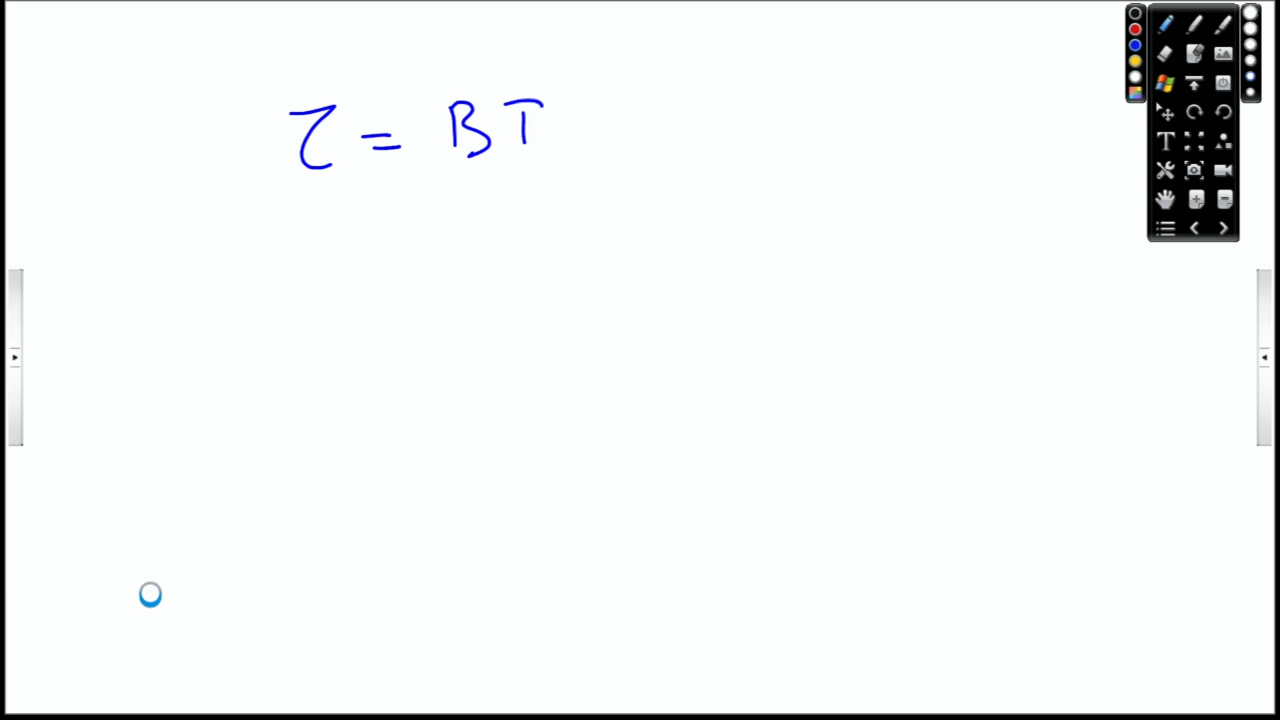 τ = BT